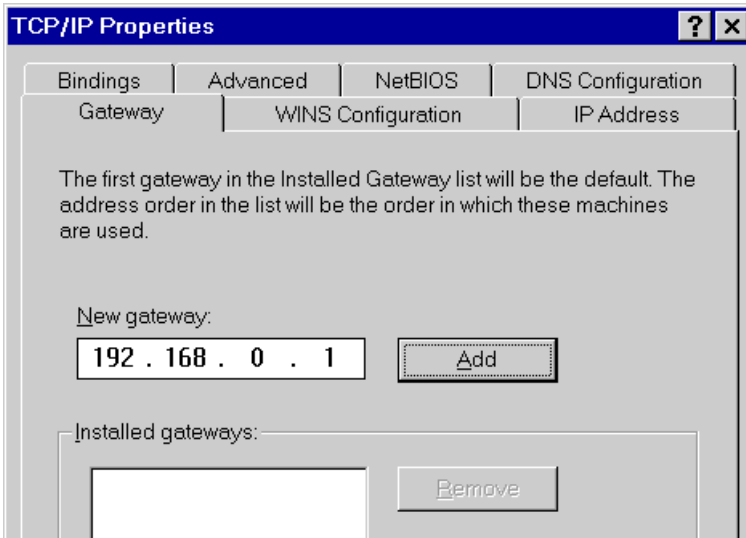 TCP/IP Properties
? ×
Bindings Advanced NetBIOS DNS Configuration
Gateway WINS Configuration IP Address
The first gateway in the Installed Gateway list will be the default. The
address order in the list will be the order in which these machines
are used.
New gateway:
192 . 168 . 0 . 1 Add
Installed gateways:
Remove